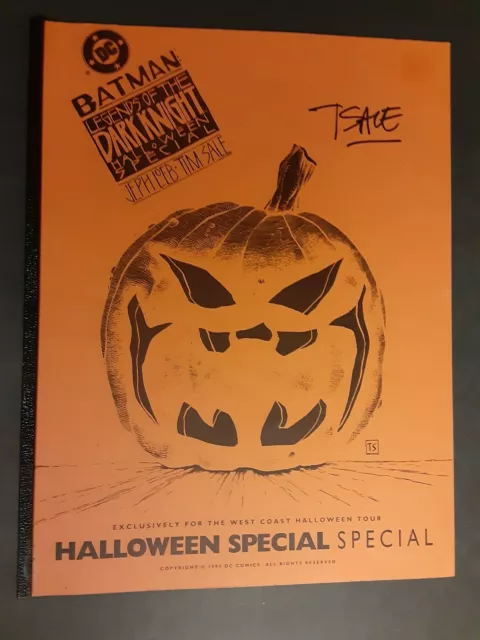 DC
BATMAN:
LEGENDS OF THE
DARK KNIGHT
HALLOWEEN
SPECIAL
JEPH LOEB · TIM SALE
TSALE
TS
EXCLUSIVELY FOR THE WEST COAST HALLOWEEN TOUR
HALLOWEEN SPECIAL SPECIAL
COPYRIGHT © 1993 DC COMICS. ALL RIGHTS RESERVED